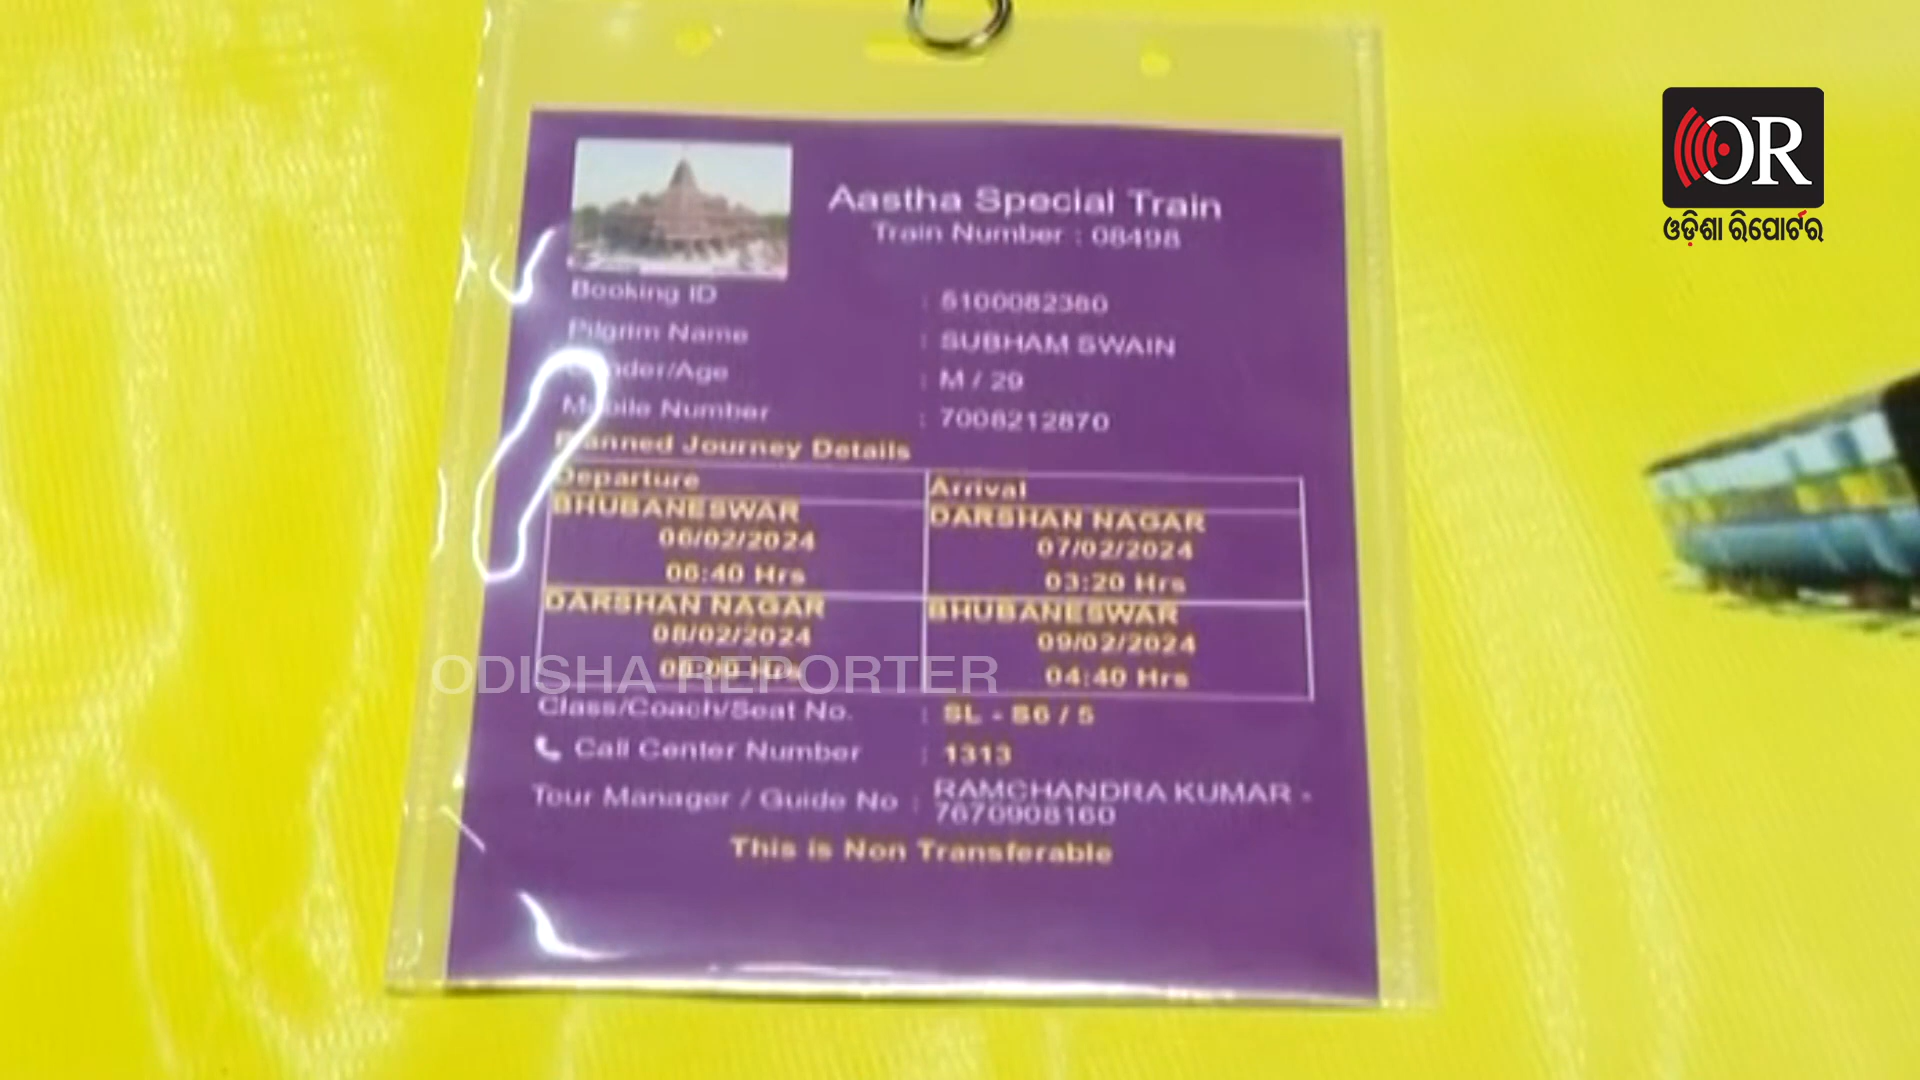 OR
ଓଡ଼ିଶା ରିପୋର୍ଟର
Aastha Special Train
Train Number : 08498
Booking ID : 5100082380
Pilgrim Name : SUBHAM SWAIN
Gender/Age : M / 29
Mobile Number : 7008212870
Planned Journey Details
Departure Arrival
BHUBANESWAR DARSHAN NAGAR
06/02/2024 07/02/2024
06:40 Hrs 03:20 Hrs
DARSHAN NAGAR BHUBANESWAR
08/02/2024 09/02/2024
Hrs 04:40 Hrs
ODISHA REPORTER
Class/Coach/Seat No. : SL - S6 / 5
Call Center Number : 1313
Tour Manager / Guide No : RAMCHANDRA KUMAR -
7670908160
This is Non Transferable